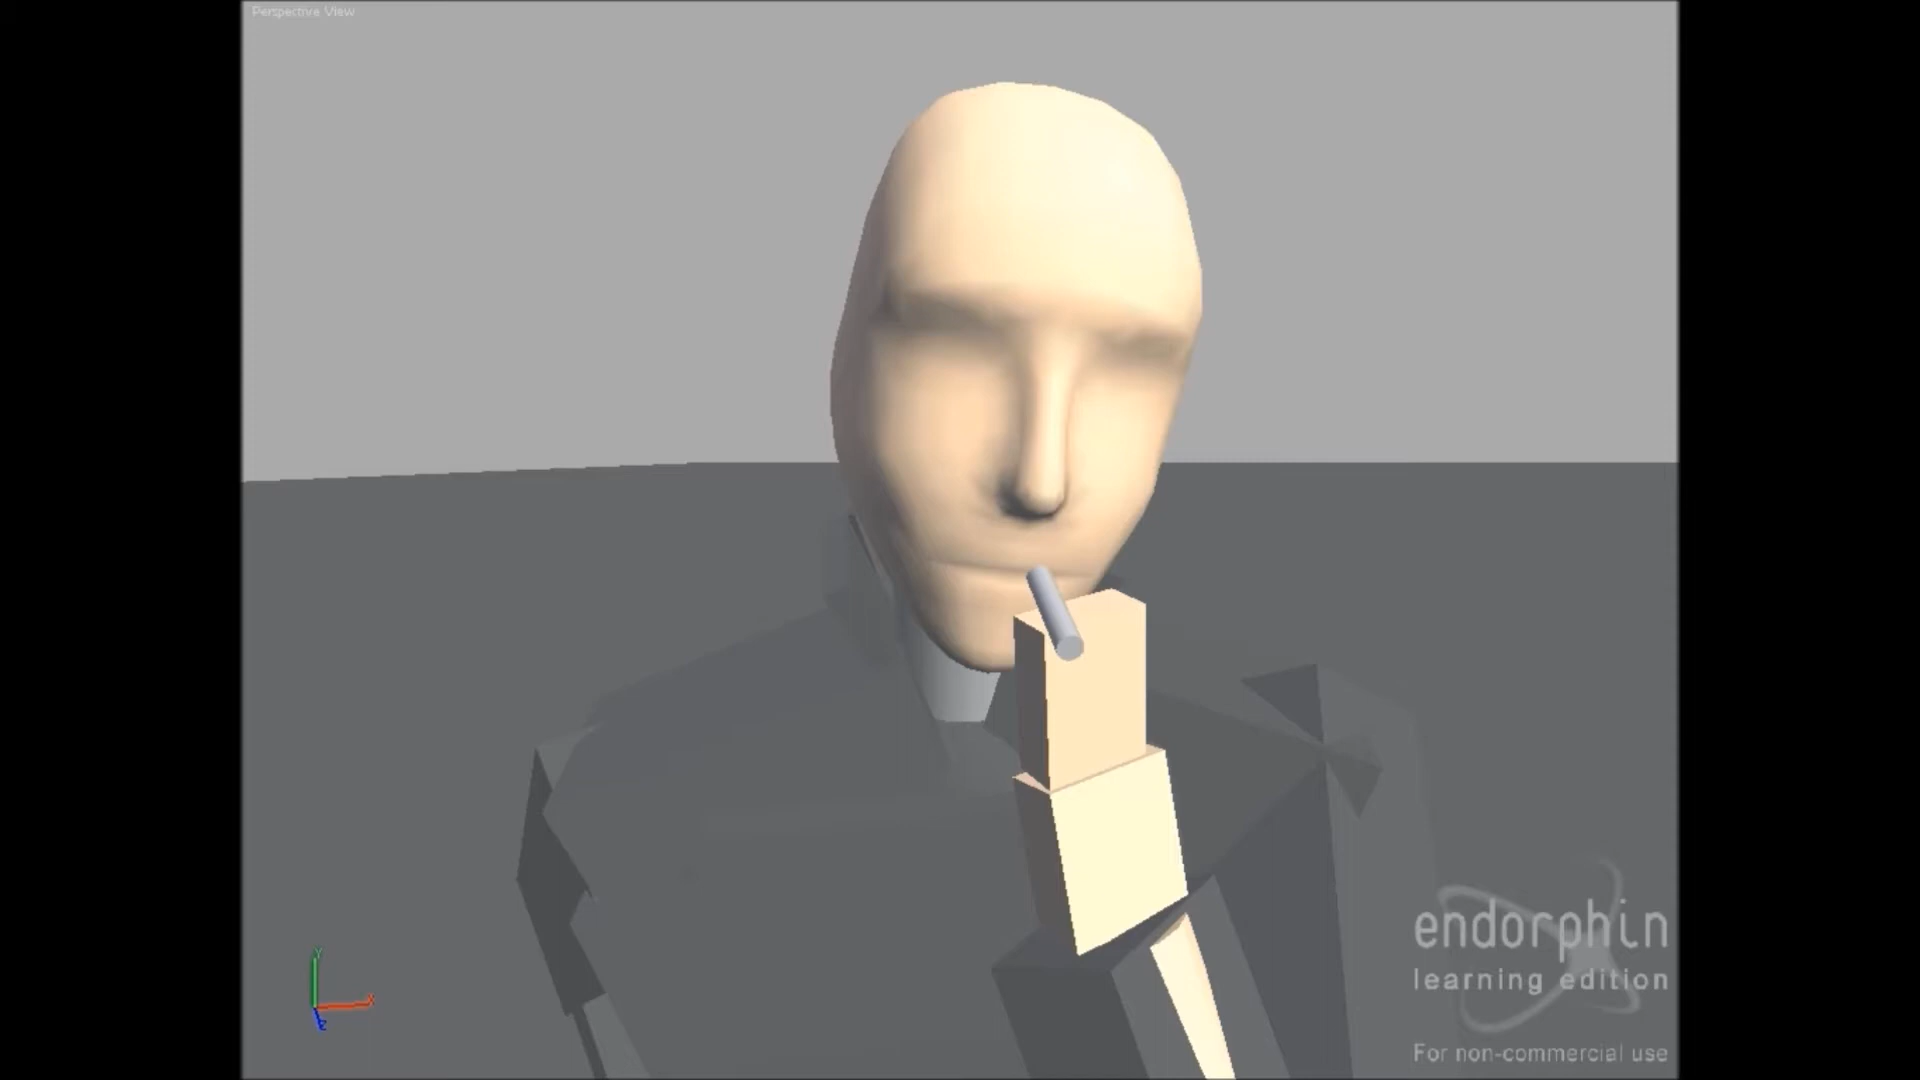 Perspective View
Y
X
Z
endorphin
learning edition
For non-commercial use